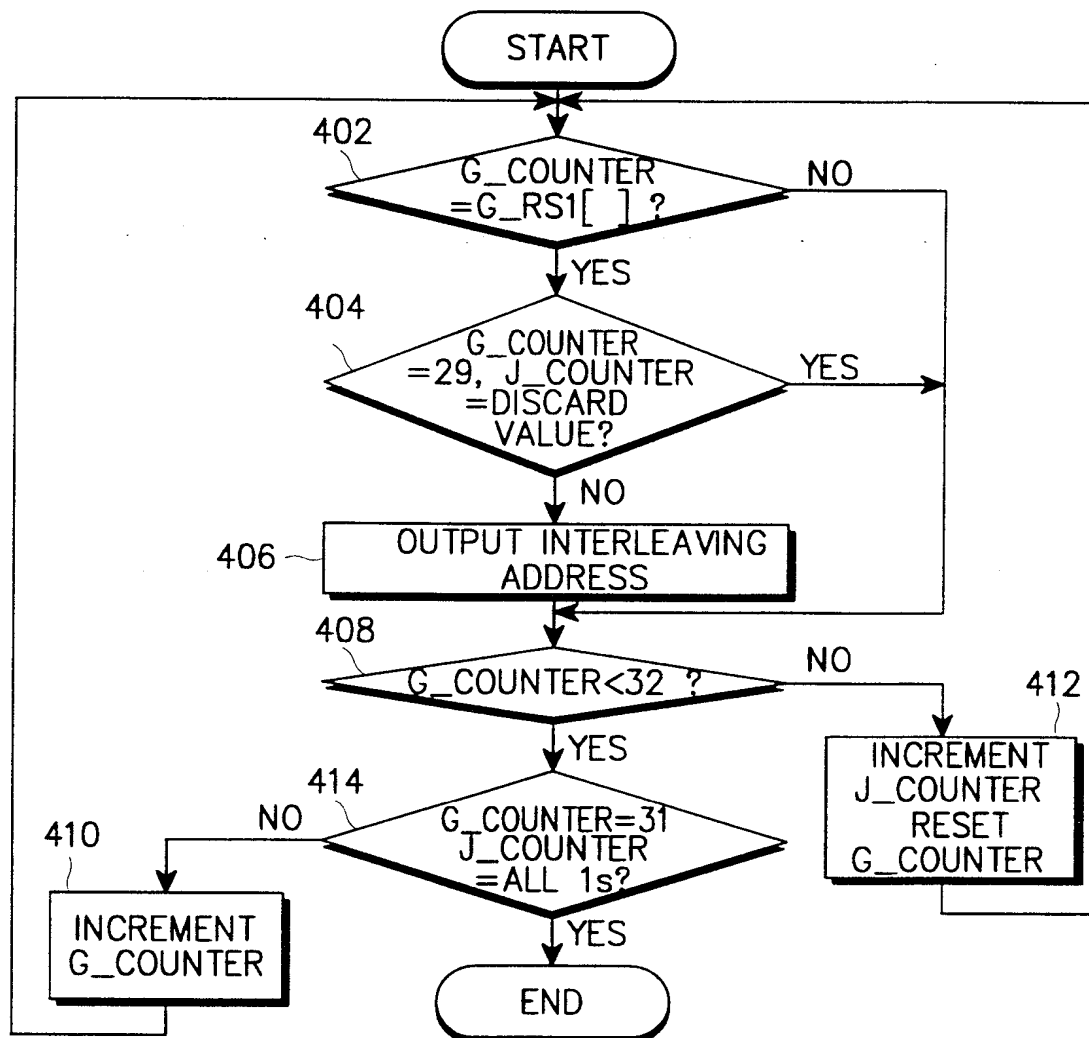 START
402
G_COUNTER
=G_RS1[ ] ?
NO
YES
404
G_COUNTER
=29, J_COUNTER
=DISCARD
VALUE?
YES
NO
406
OUTPUT INTERLEAVING
ADDRESS
408
G_COUNTER<32 ?
NO
412
INCREMENT
J_COUNTER
RESET
G_COUNTER
YES
414
G_COUNTER=31
J_COUNTER
=ALL 1s?
NO
410
INCREMENT
G_COUNTER
YES
END